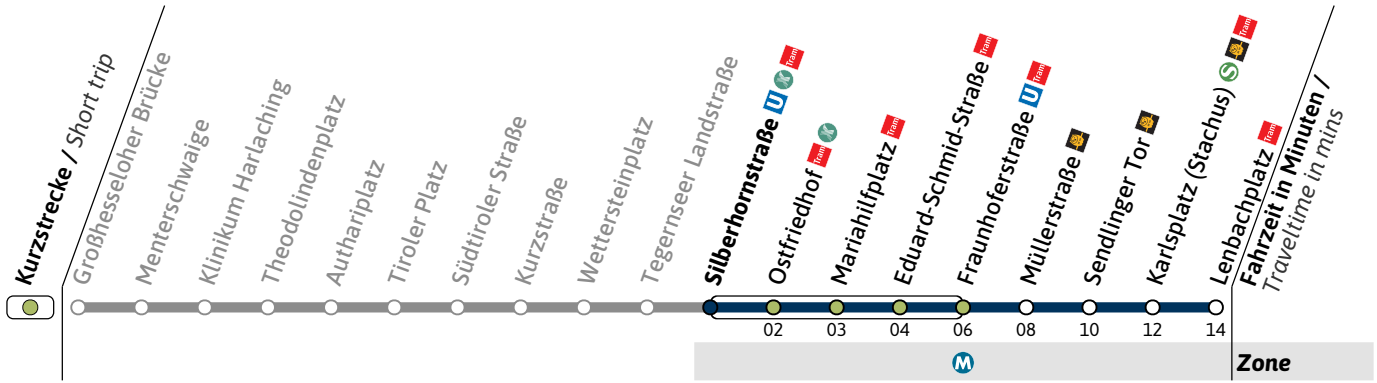 Kurzstrecke / Short trip
Großhesseloher Brücke
Menterschwaige
Klinikum Harlaching
Theodolindenplatz
Authariplatz
Tiroler Platz
Südtiroler Straße
Kurzstraße
Wettersteinplatz
Tegernseer Landstraße
Silberhornstraße U X Tram
Ostfriedhof Tram X
Mariahilfplatz Tram
Eduard-Schmid-Straße Tram
Fraunhoferstraße U Tram
Müllerstraße
Sendlinger Tor
Karlsplatz (Stachus) S Tram
Lenbachplatz Tram
Fahrzeit in Minuten /
Traveltime in mins
02 03 04 06 08 10 12 14
M Zone